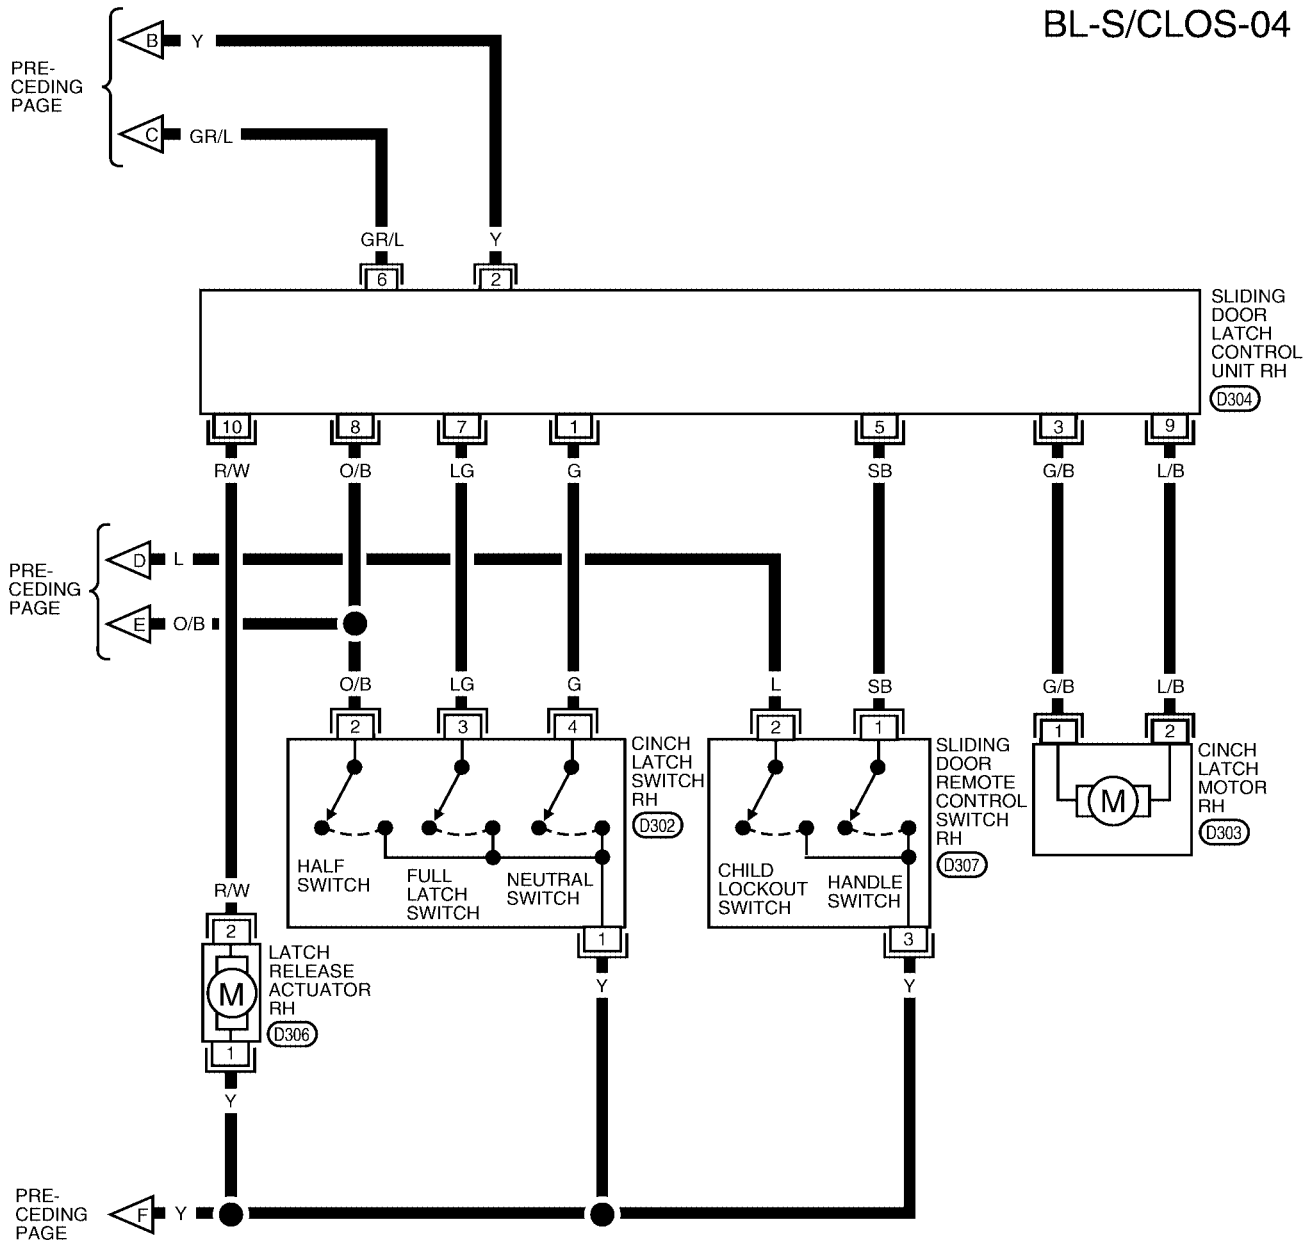 BL-S/CLOS-04
B Y
PRE-
CEDING
PAGE
C GR/L
GR/L Y
6 2
SLIDING
DOOR
LATCH
CONTROL
UNIT RH
D304
10 8 7 1 5 3 9
R/W O/B LG G SB G/B L/B
D L
PRE-
CEDING
PAGE
E O/B
O/B LG G L SB G/B L/B
2 3 4 2 1 1 2
CINCH
LATCH
SWITCH
RH
D302
SLIDING
DOOR
REMOTE
CONTROL
SWITCH
RH
D307
CINCH
LATCH
MOTOR
RH
D303
M
HALF
SWITCH
FULL
LATCH
SWITCH
NEUTRAL
SWITCH
CHILD
LOCKOUT
SWITCH
HANDLE
SWITCH
R/W
2
1 3
Y Y
LATCH
RELEASE
ACTUATOR
RH
D306
M
1
Y
PRE-
CEDING
PAGE
F Y